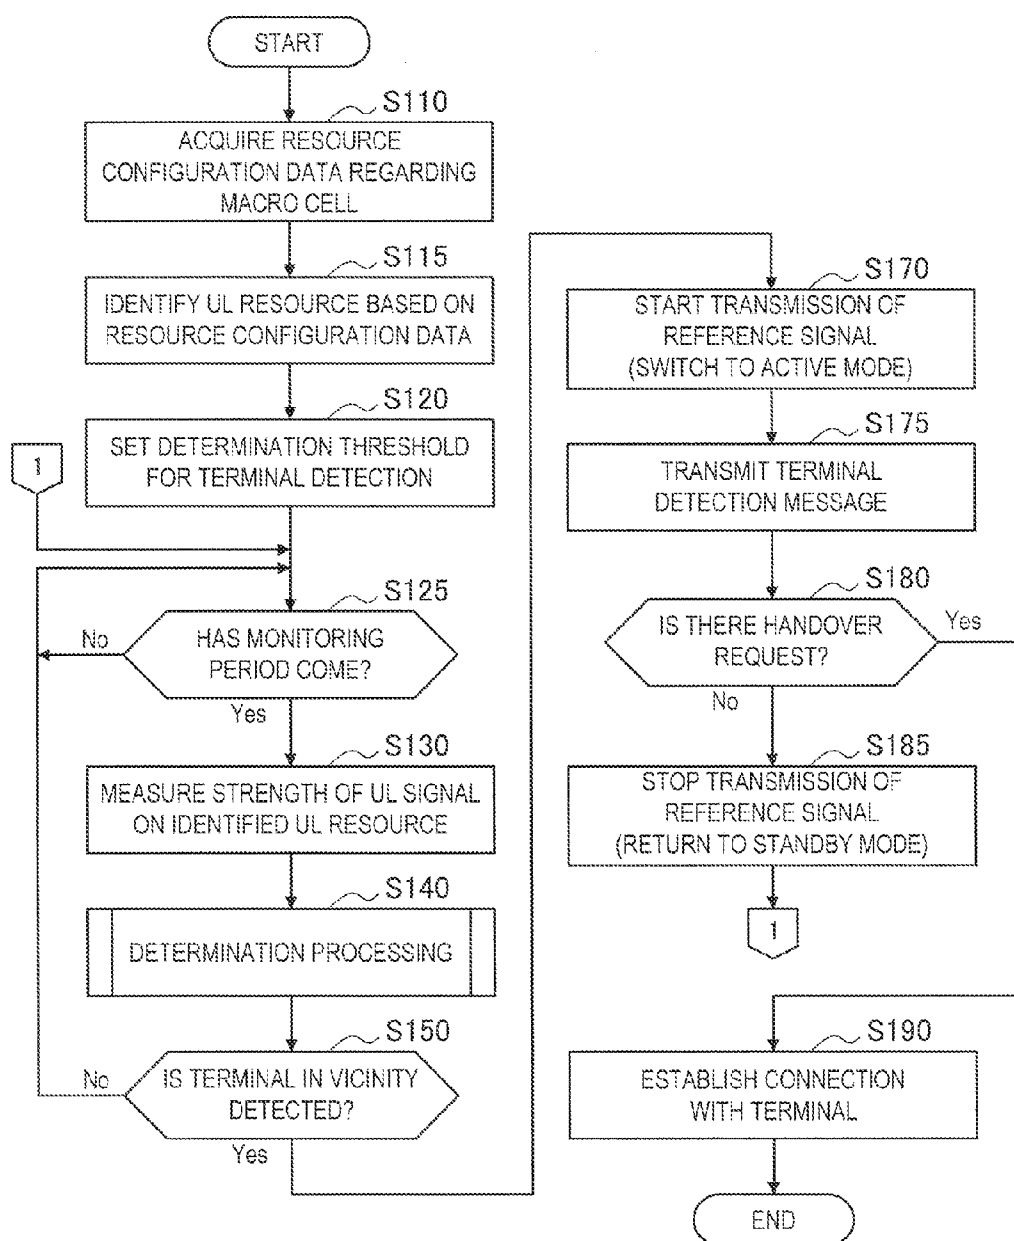 START
S110
ACQUIRE RESOURCE
CONFIGURATION DATA REGARDING
MACRO CELL
S115
IDENTIFY UL RESOURCE BASED ON
RESOURCE CONFIGURATION DATA
S120
SET DETERMINATION THRESHOLD
FOR TERMINAL DETECTION
1
S125
HAS MONITORING
PERIOD COME?
No
Yes
S130
MEASURE STRENGTH OF UL SIGNAL
ON IDENTIFIED UL RESOURCE
S140
DETERMINATION PROCESSING
S150
IS TERMINAL IN VICINITY
DETECTED?
No
Yes
S170
START TRANSMISSION OF
REFERENCE SIGNAL
(SWITCH TO ACTIVE MODE)
S175
TRANSMIT TERMINAL
DETECTION MESSAGE
S180
IS THERE HANDOVER
REQUEST?
Yes
No
S185
STOP TRANSMISSION OF
REFERENCE SIGNAL
(RETURN TO STANDBY MODE)
1
S190
ESTABLISH CONNECTION
WITH TERMINAL
END